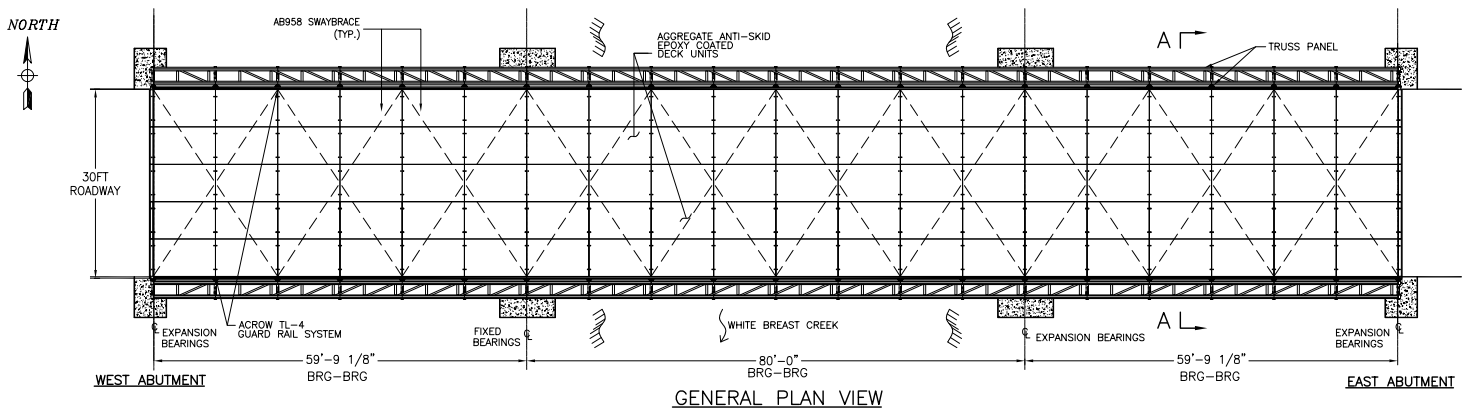 NORTH
AB958 SWAYBRACE
(TYP.)
AGGREGATE ANTI-SKID
EPOXY COATED
DECK UNITS
A
TRUSS PANEL
30FT
ROADWAY
℄ EXPANSION
BEARINGS
ACROW TL-4
GUARD RAIL SYSTEM
FIXED
BEARINGS ℄
WHITE BREAST CREEK
℄ EXPANSION BEARINGS
A
EXPANSION
BEARINGS ℄
59'-9 1/8"
BRG-BRG
80'-0"
BRG-BRG
59'-9 1/8"
BRG-BRG
WEST ABUTMENT
EAST ABUTMENT
GENERAL PLAN VIEW